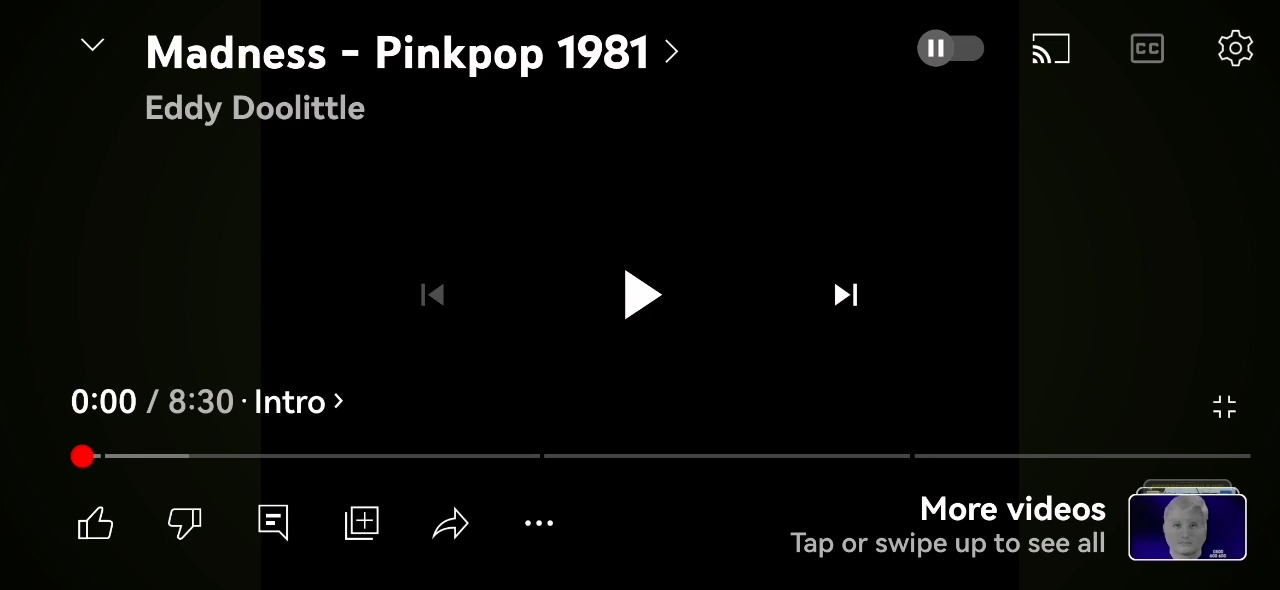 Madness - Pinkpop 1981
Eddy Doolittle
CC
0:00 / 8:30 · Intro
More videos
Tap or swipe up to see all